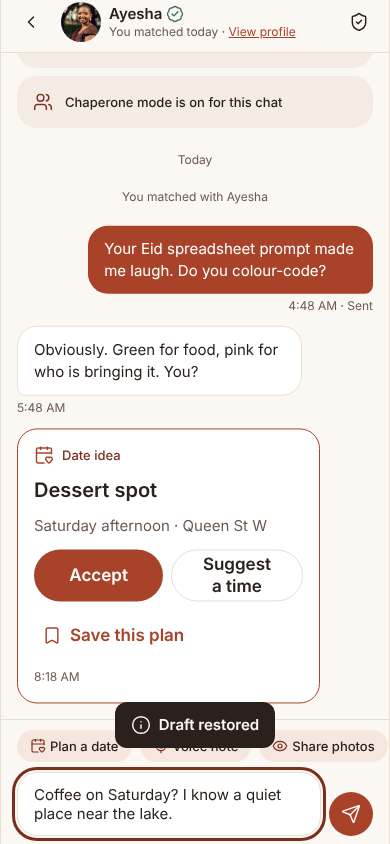 Ayesha
You matched today · View profile
Chaperone mode is on for this chat
Today
You matched with Ayesha
Your Eid spreadsheet prompt made
me laugh. Do you colour-code?
4:48 AM · Sent
Obviously. Green for food, pink for
who is bringing it. You?
5:48 AM
Date idea
Dessert spot
Saturday afternoon · Queen St W
Accept
Suggest
a time
Save this plan
8:18 AM
Draft restored
Plan a date
Voice note
Share photos
Coffee on Saturday? I know a quiet
place near the lake.